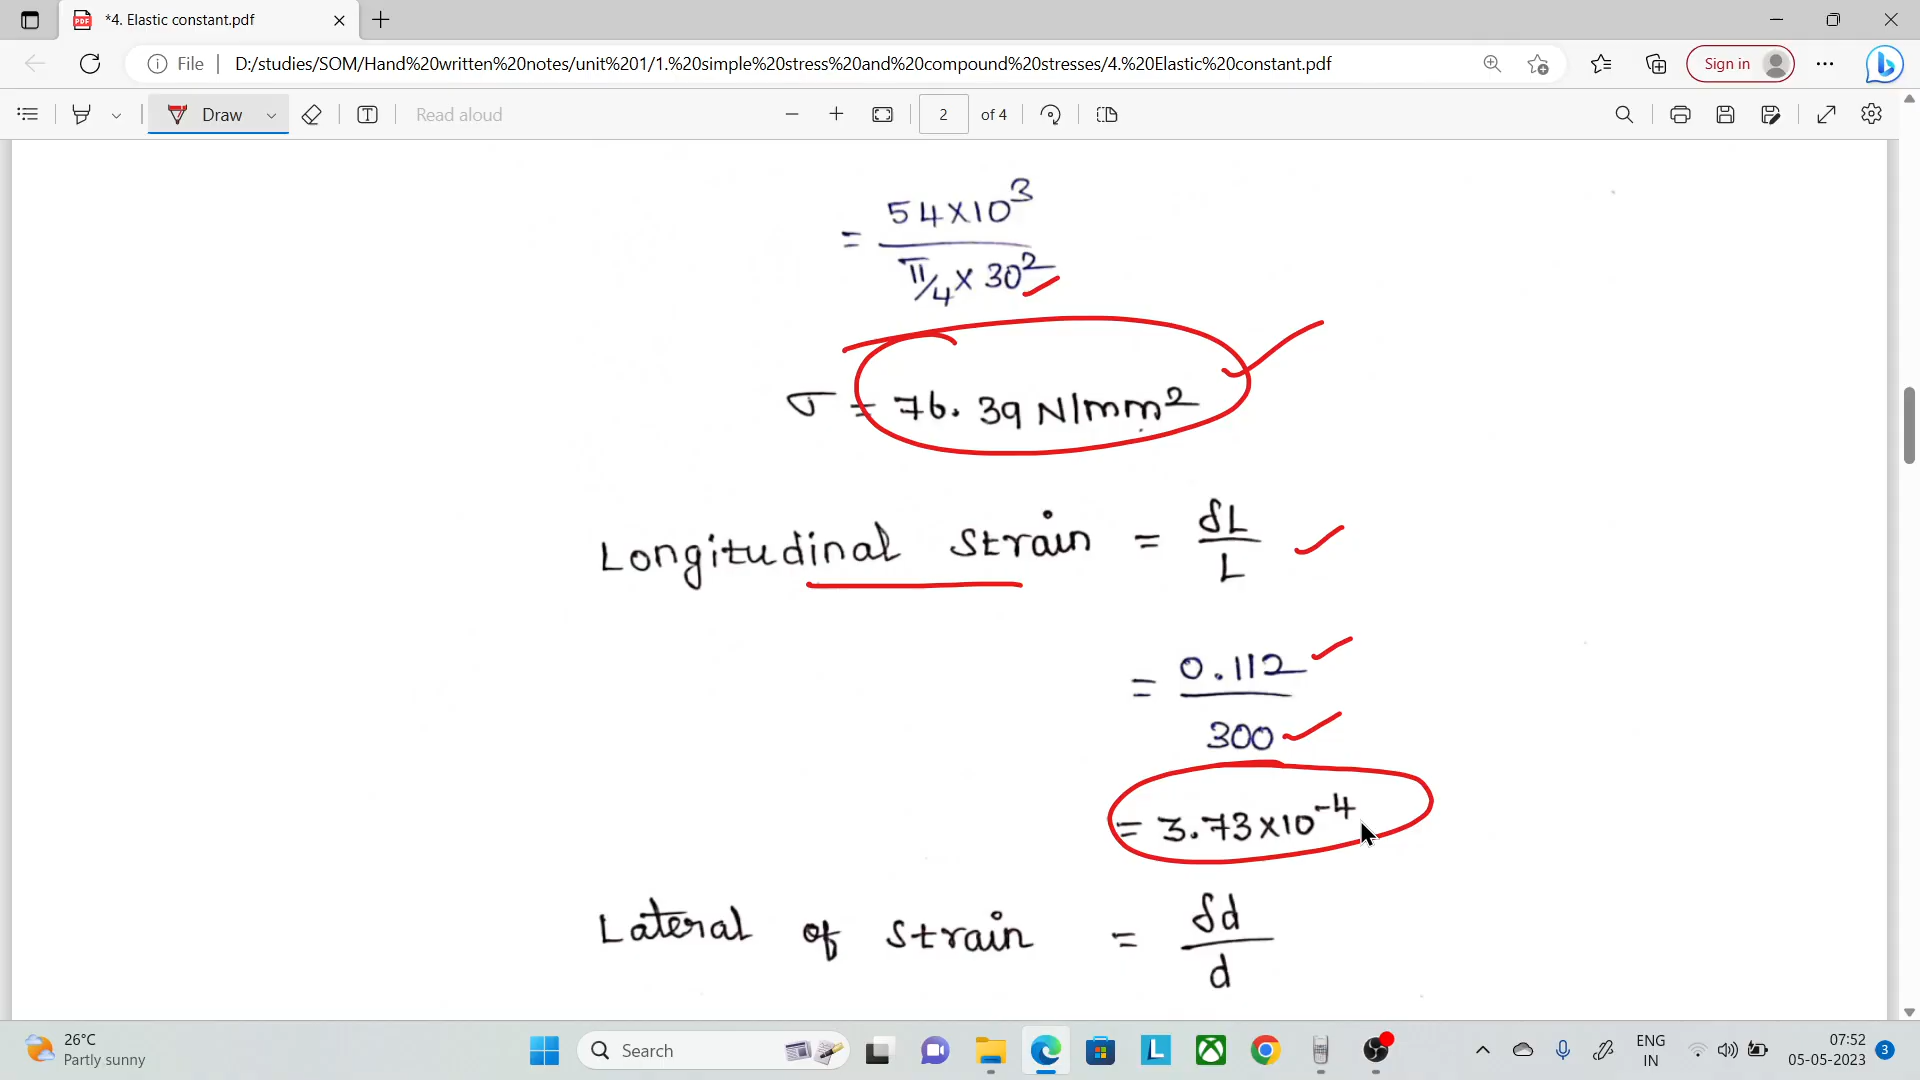 *4. Elastic constant.pdf
File
D:/studies/SOM/Hand%20written%20notes/unit%201/1.%20simple%20stress%20and%20compound%20stresses/4.%20Elastic%20constant.pdf
Sign in
Draw
Read aloud
2 of 4
= 54×10³
π/4 × 30²
σ = 76.39 N/mm²
Longitudinal strain = δL
L
= 0.112
300
= 3.73×10⁻⁴
Lateral of strain = δd
d
26°C
Partly sunny
Search
ENG
IN
07:52
05-05-2023
3